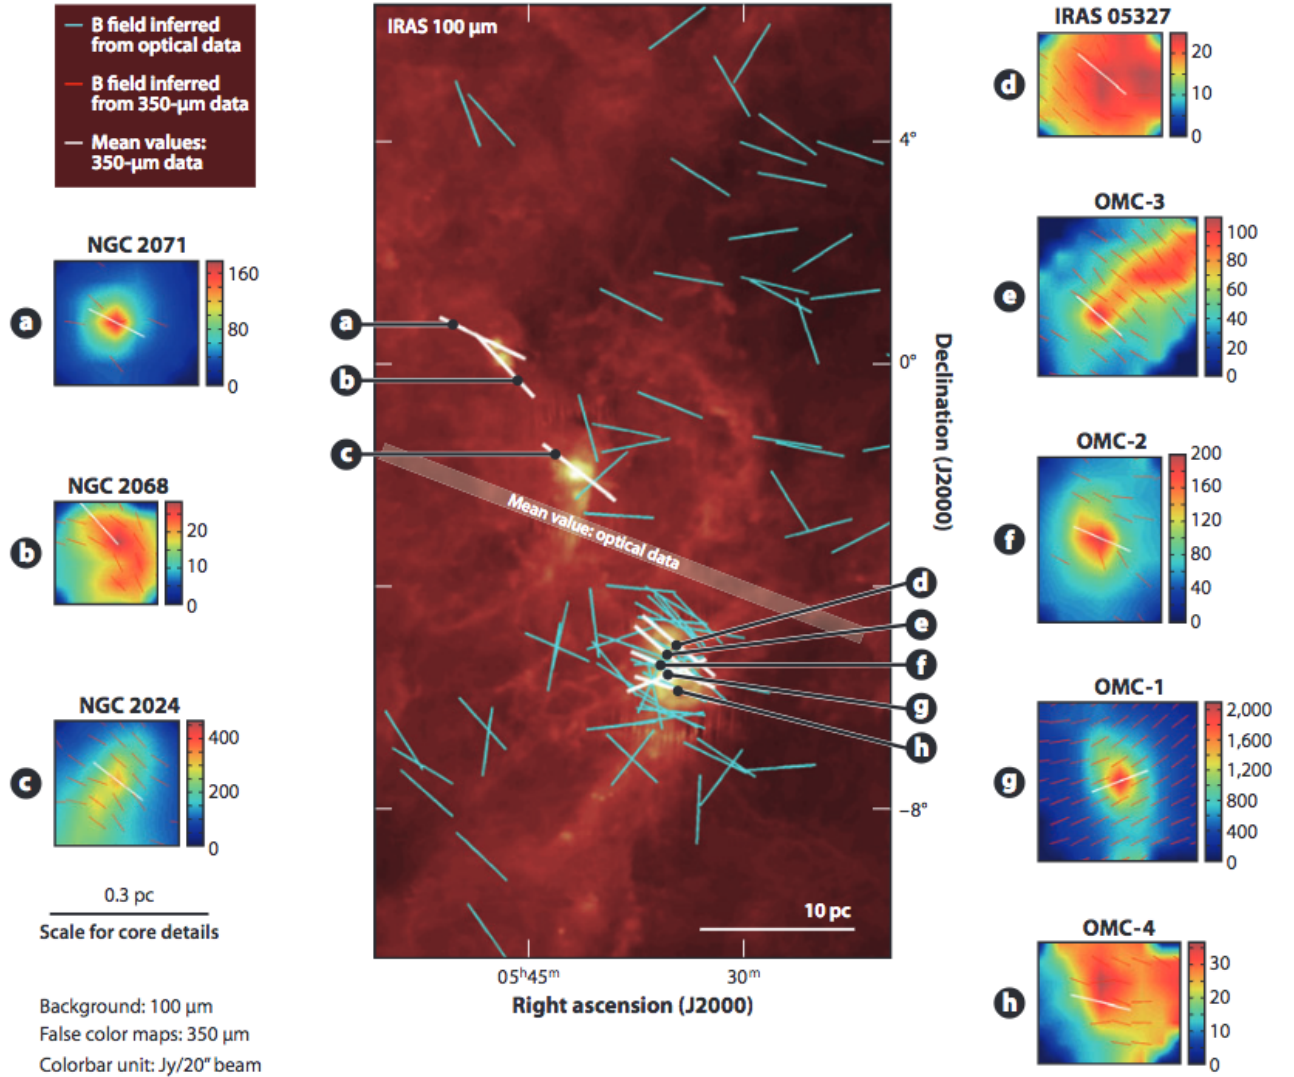 B field inferred
from optical data
B field inferred
from 350-µm data
Mean values:
350-µm data
NGC 2071
a
160
80
0
NGC 2068
b
20
10
0
NGC 2024
c
400
200
0
0.3 pc
Scale for core details
Background: 100 µm
False color maps: 350 µm
Colorbar unit: Jy/20" beam
IRAS 100 µm
a
b
c
Mean value: optical data
d
e
f
g
h
10 pc
4°
0°
–8°
Declination (J2000)
05ʰ45ᵐ
30ᵐ
Right ascension (J2000)
IRAS 05327
d
20
10
0
OMC-3
e
100
80
60
40
20
0
OMC-2
f
200
160
120
80
40
0
OMC-1
g
2,000
1,600
1,200
800
400
0
OMC-4
h
30
20
10
0